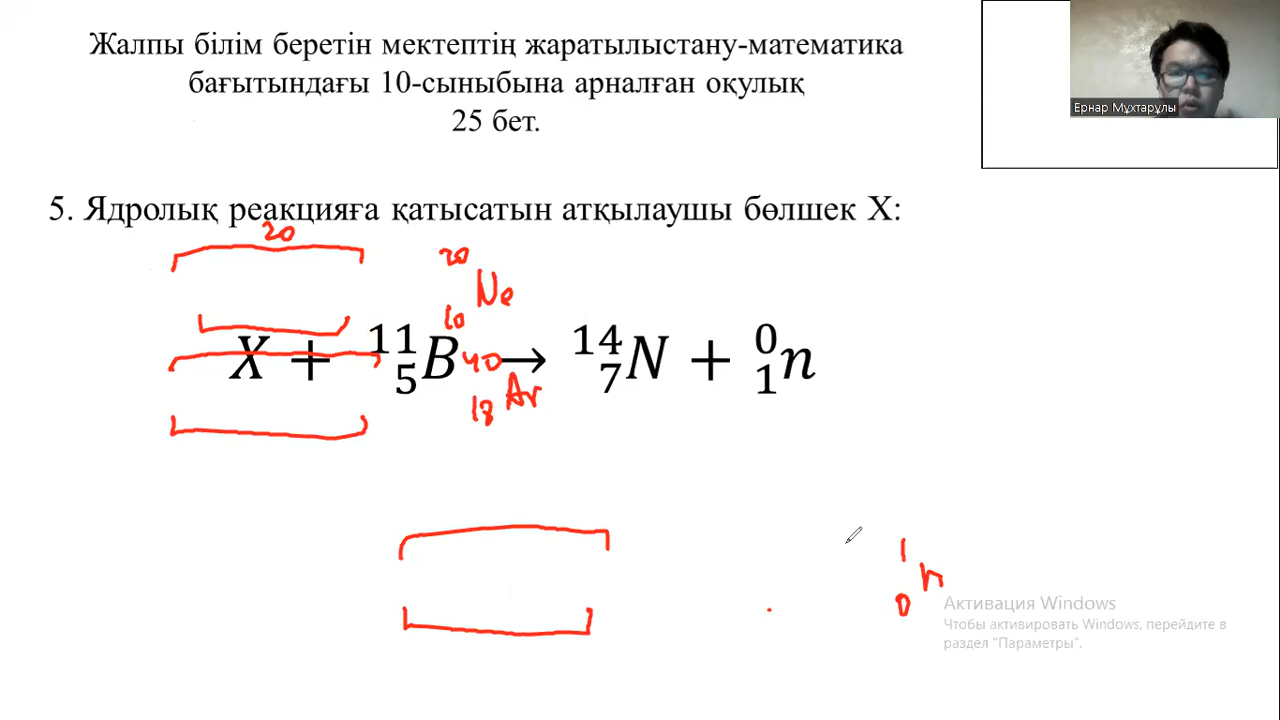 Жалпы білім беретін мектептің жаратылыстану-математика
бағытындағы 10-сыныбына арналған оқулық
25 бет.
Ернар Мұхтарұлы
5. Ядролық реакцияға қатысатын атқылаушы бөлшек X:
20
20
Ne
10
X + ¹¹₅B → ¹⁴₇N + ⁰₁n
40
Ar
18
1
n
0
Активация Windows
Чтобы активировать Windows, перейдите в
раздел "Параметры".